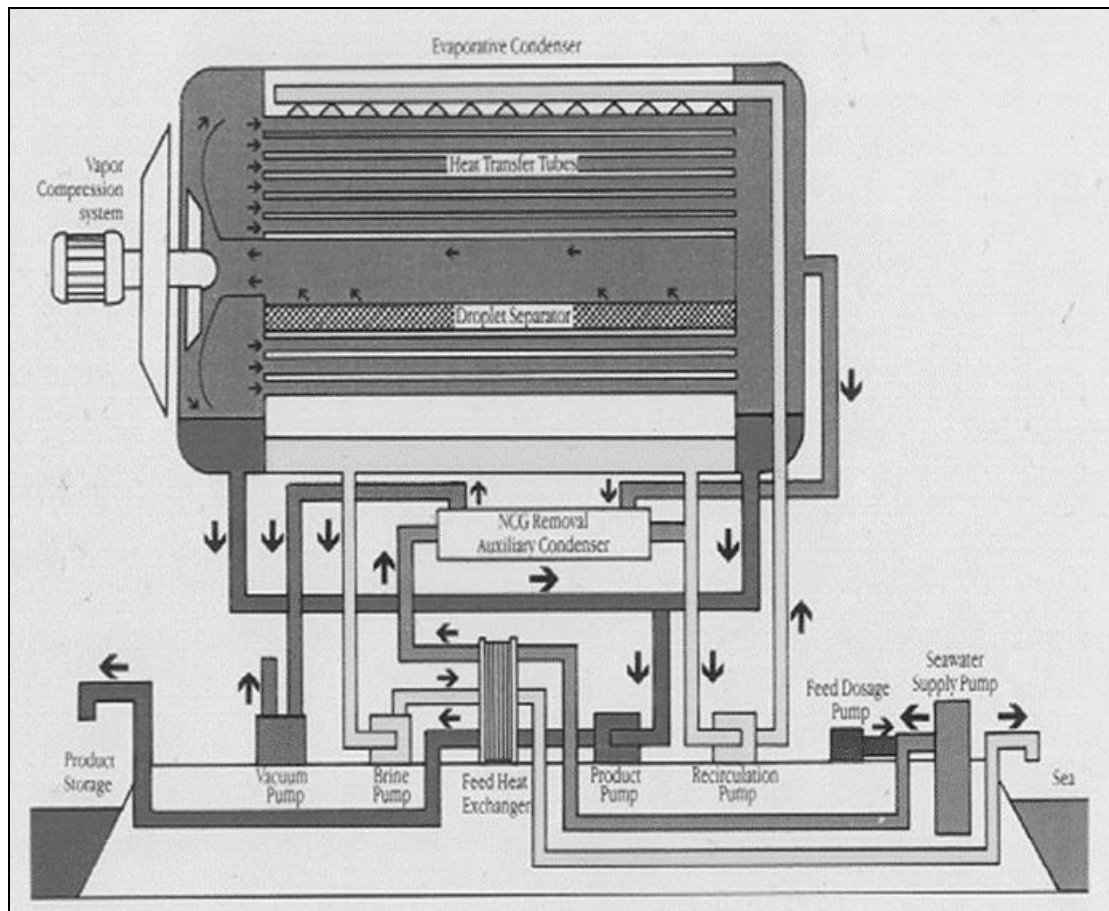 Evaporative Condenser
Vapor
Compression
system
Heat Transfer Tubes
Droplet Separator
NCG Removal
Auxiliary Condenser
Seawater
Supply Pump
Feed Dosage
Pump
Product
Storage
Vacuum
Pump
Brine
Pump
Feed Heat
Exchanger
Product
Pump
Recirculation
Pump
Sea